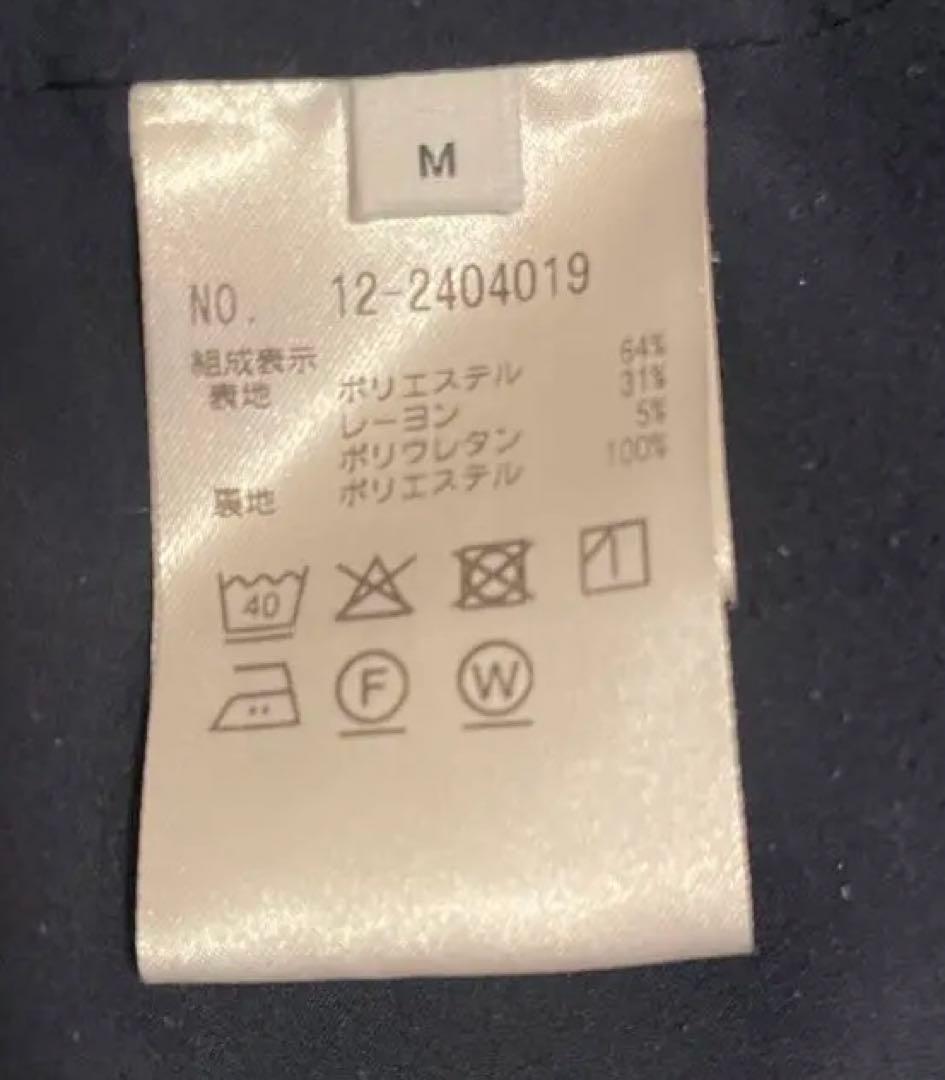 M
NO. 12-2404019
組成表示
表地 ポリエステル 64%
レーヨン 31%
ポリウレタン 5%
裏地 ポリエステル 100%
40
F W